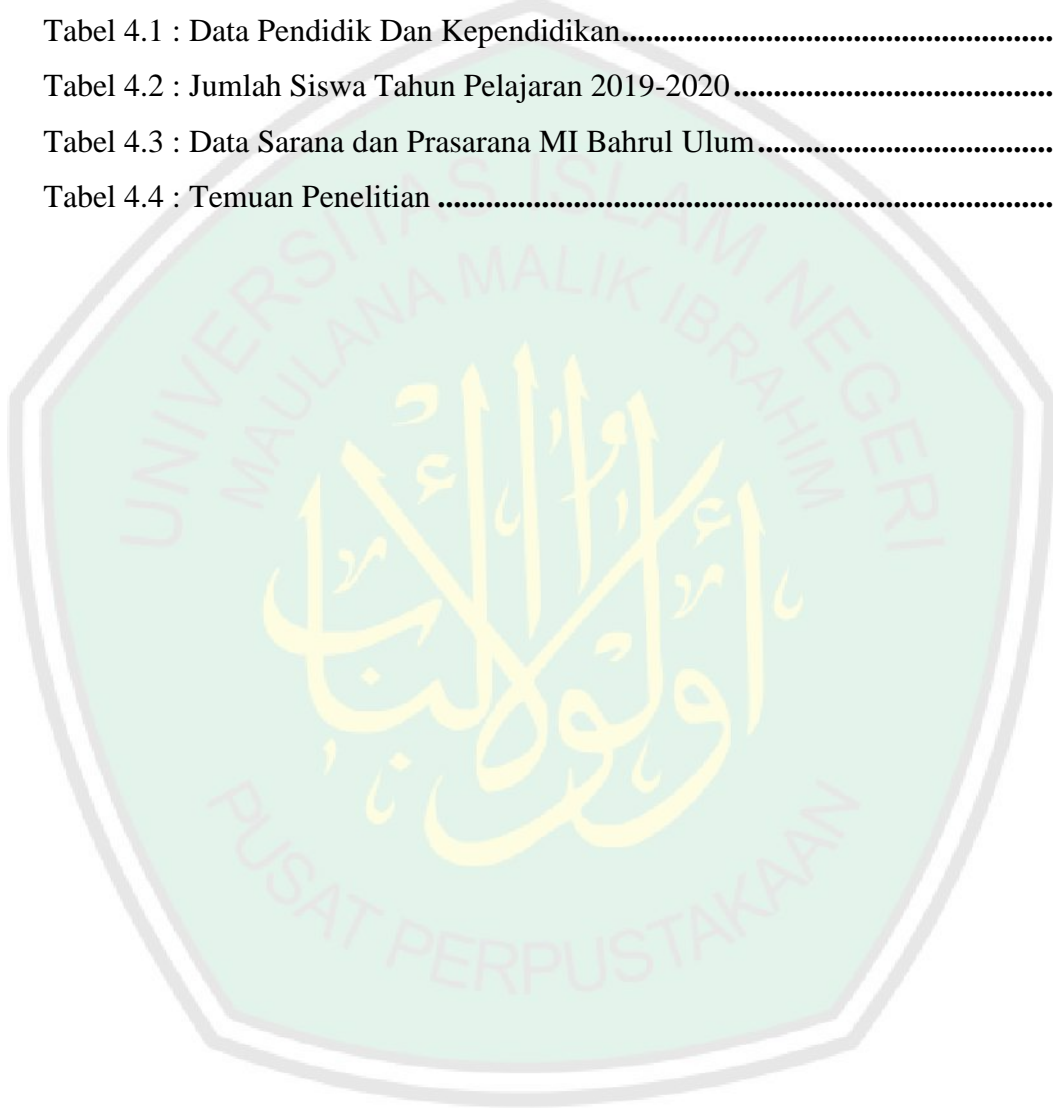 Tabel 4.1 : Data Pendidik Dan Kependidikan......................................................
Tabel 4.2 : Jumlah Siswa Tahun Pelajaran 2019-2020........................................
Tabel 4.3 : Data Sarana dan Prasarana MI Bahrul Ulum.....................................
Tabel 4.4 : Temuan Penelitian .............................................................................
UNIVERSITAS ISLAM NEGERI
MAULANA MALIK IBRAHIM
أولوا الألباب
PUSAT PERPUSTAKAAN